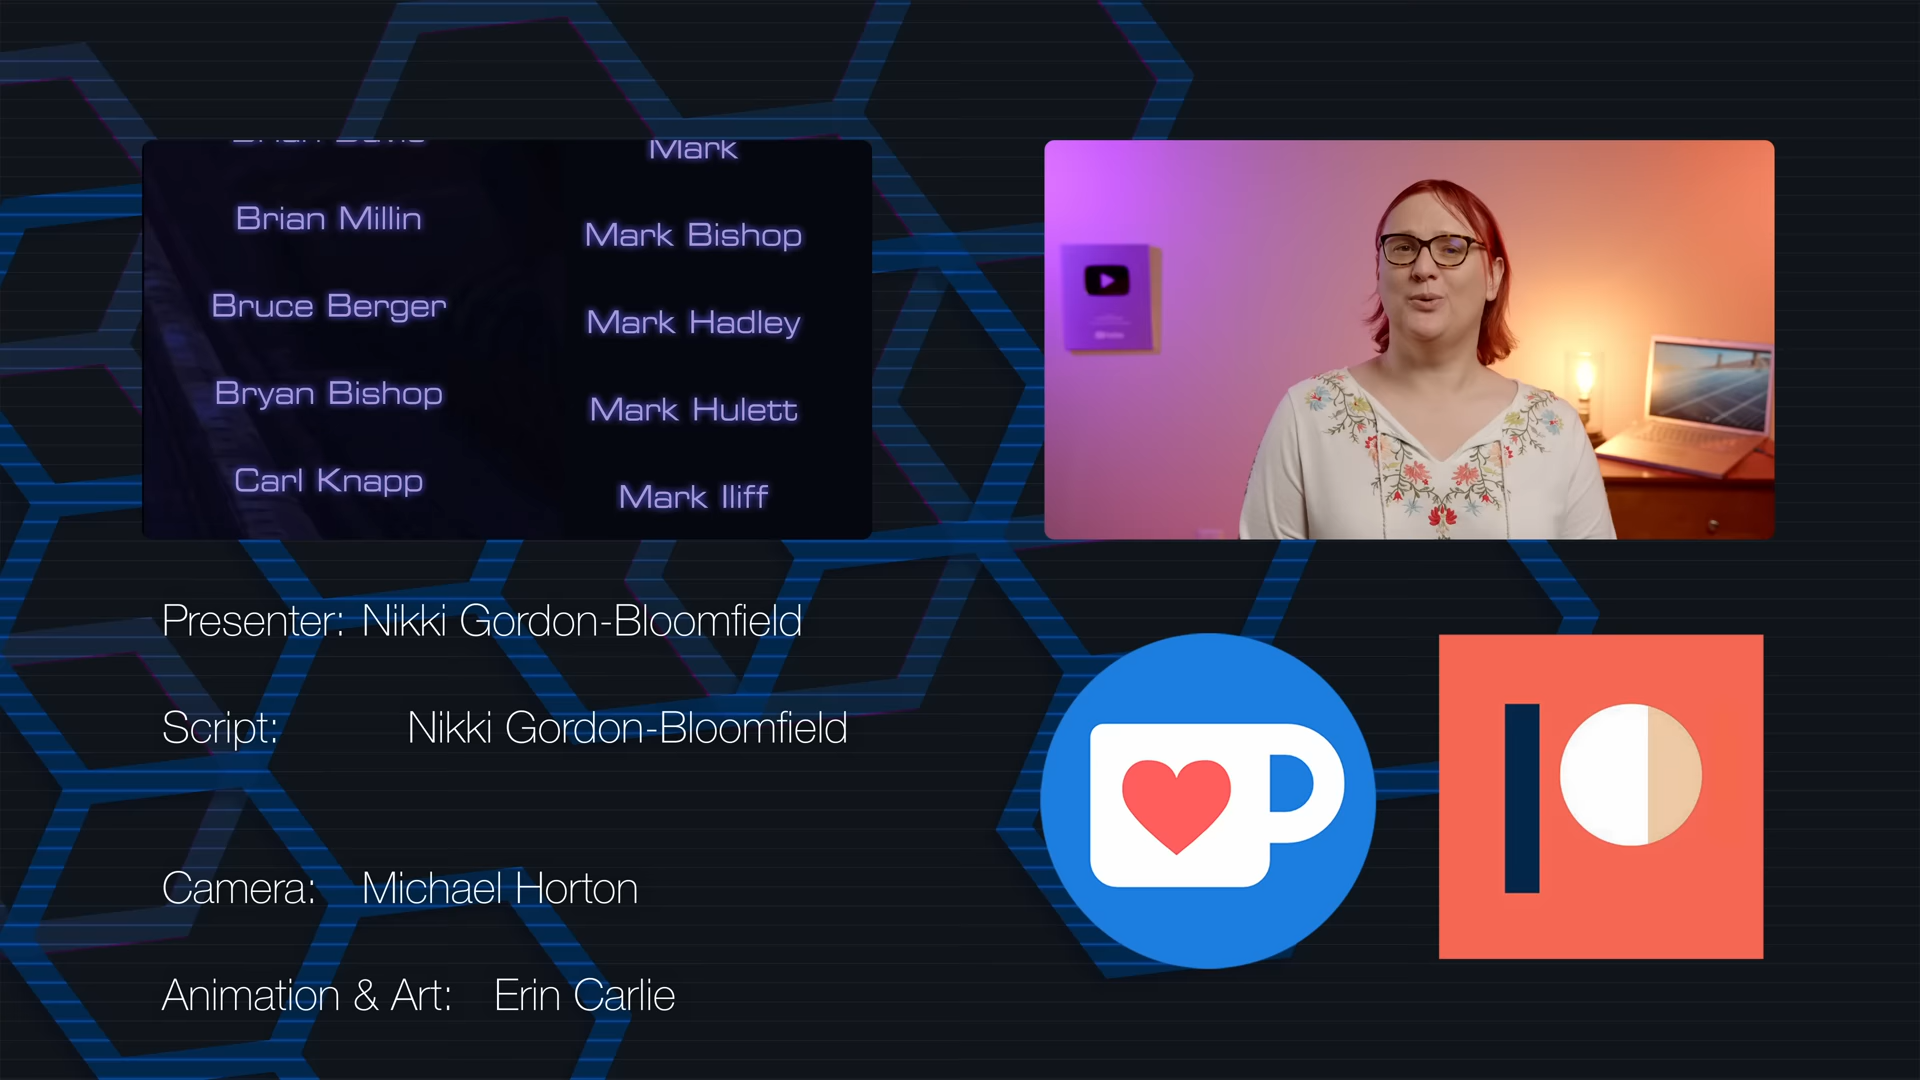 Brian Millin
Bruce Berger
Bryan Bishop
Carl Knapp
Mark
Mark Bishop
Mark Hadley
Mark Hulett
Mark Iliff
Presenter: Nikki Gordon-Bloomfield
Script: Nikki Gordon-Bloomfield
Camera: Michael Horton
Animation & Art: Erin Carlie